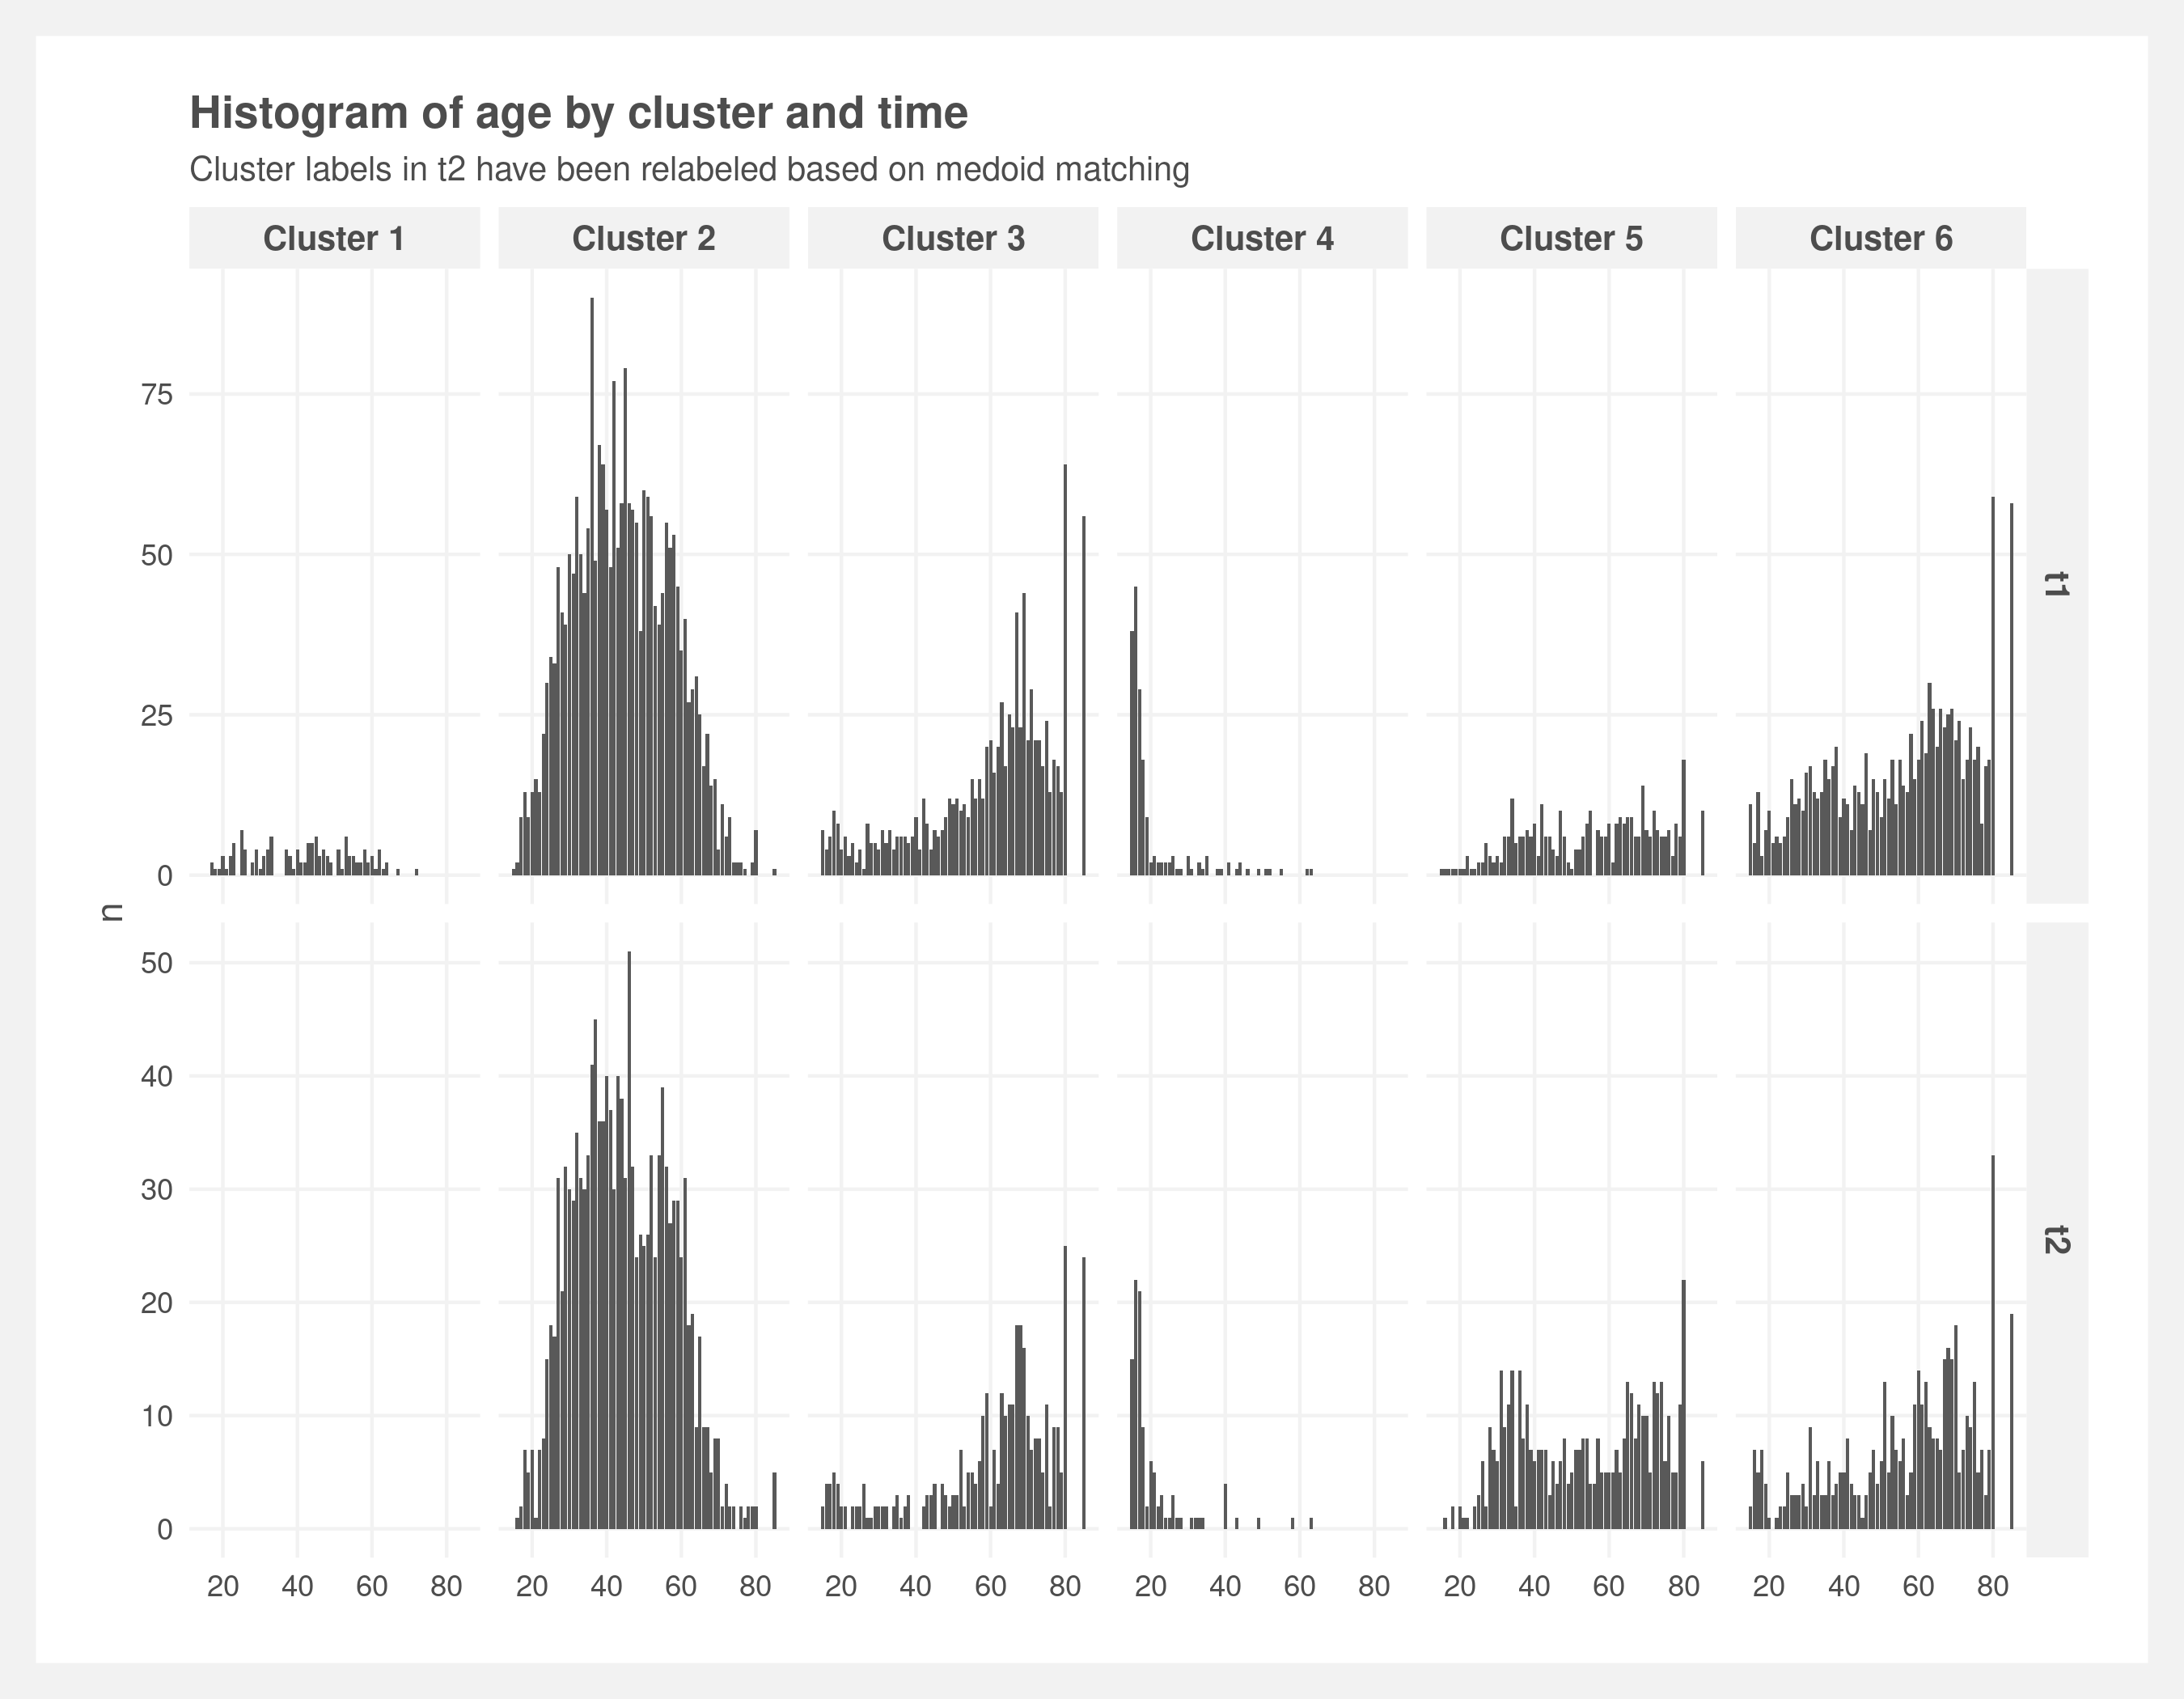 Histogram of age by cluster and time
Cluster labels in t2 have been relabeled based on medoid matching
Cluster 1 Cluster 2 Cluster 3 Cluster 4 Cluster 5 Cluster 6
75
50
25
0
t1
n
50
40
30
20
10
0
t2
20 40 60 80 20 40 60 80 20 40 60 80 20 40 60 80 20 40 60 80 20 40 60 80